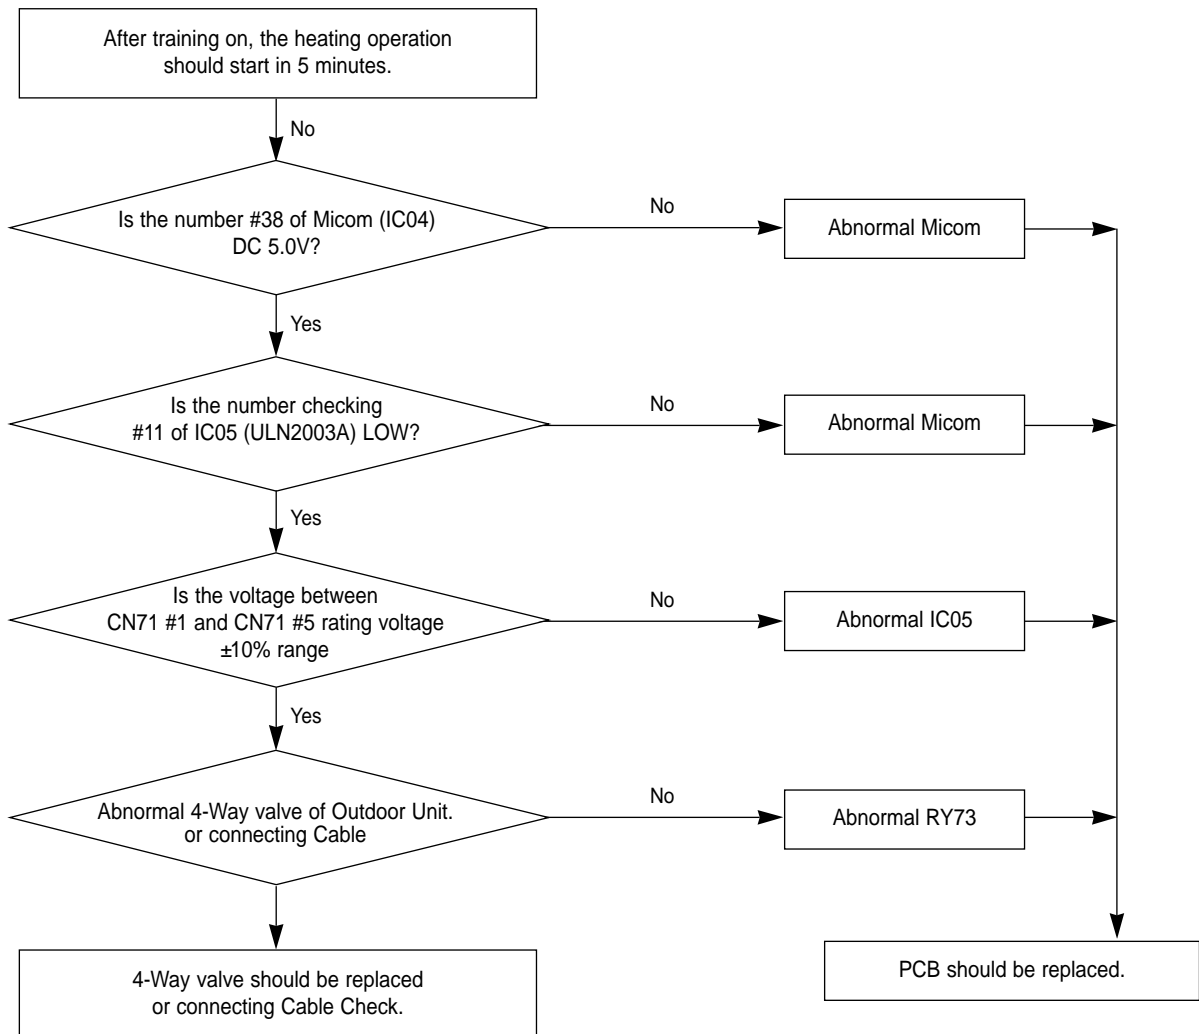 After training on, the heating operation
should start in 5 minutes.
No
Is the number #38 of Micom (IC04)
DC 5.0V?
No
Abnormal Micom
Yes
Is the number checking
#11 of IC05 (ULN2003A) LOW?
No
Abnormal Micom
Yes
Is the voltage between
CN71 #1 and CN71 #5 rating voltage
±10% range
No
Abnormal IC05
Yes
Abnormal 4-Way valve of Outdoor Unit.
or connecting Cable
No
Abnormal RY73
4-Way valve should be replaced
or connecting Cable Check.
PCB should be replaced.